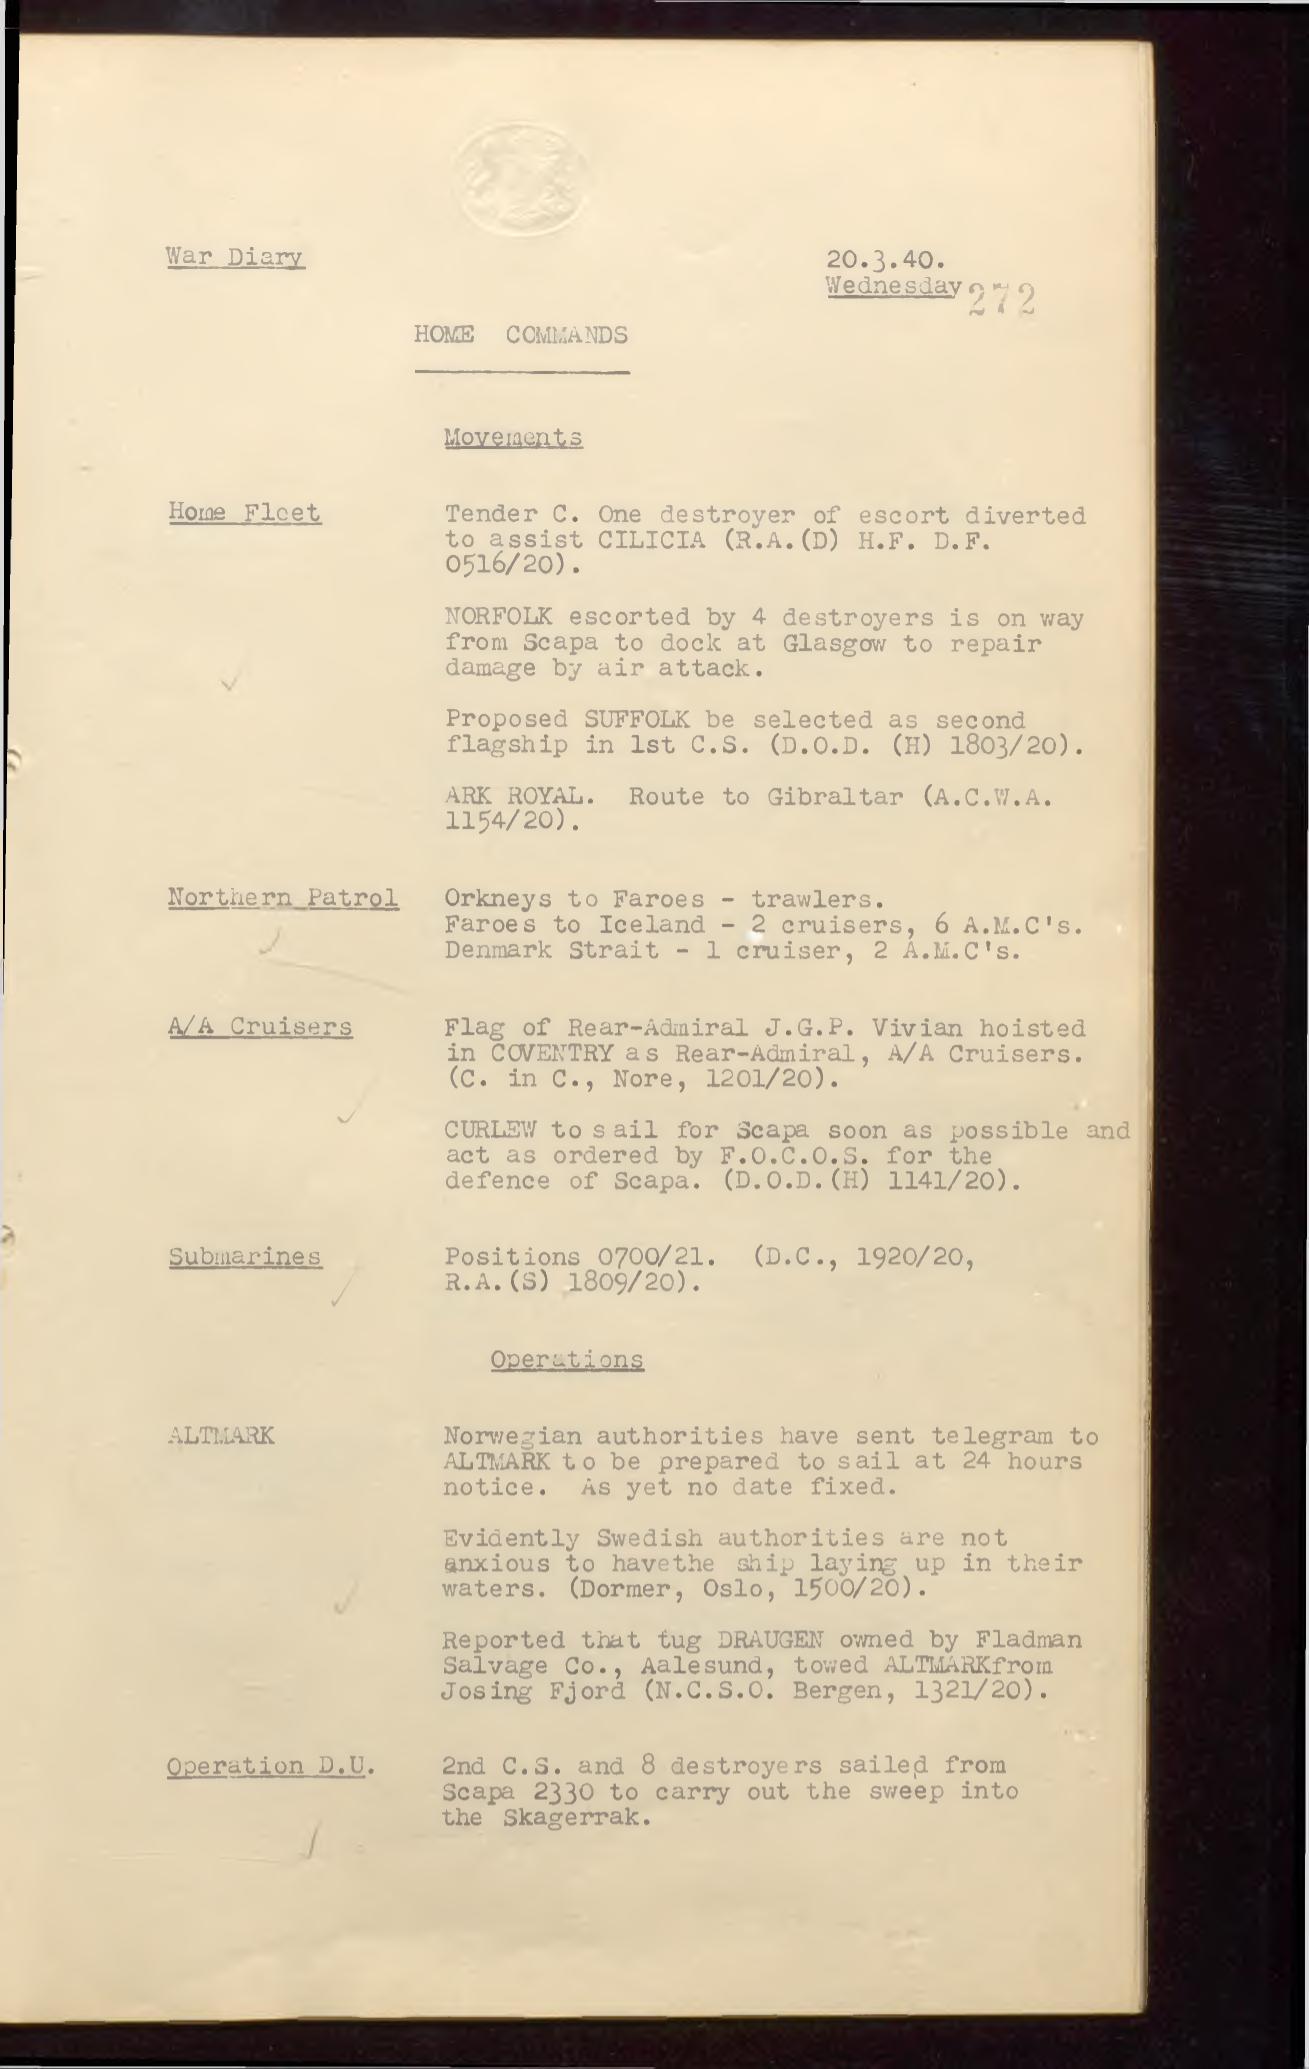 War Diary
20.3.40.
Wednesday 272
HOME COMMANDS
Movements
Home Fleet
Tender C. One destroyer of escort diverted
to assist CILICIA (R.A.(D) H.F. D.F.
0516/20).
NORFOLK escorted by 4 destroyers is on way
from Scapa to dock at Glasgow to repair
damage by air attack.
Proposed SUFFOLK be selected as second
flagship in 1st C.S. (D.O.D. (H) 1803/20).
ARK ROYAL. Route to Gibraltar (A.C.W.A.
1154/20).
Northern Patrol
Orkneys to Faroes - trawlers.
Faroes to Iceland - 2 cruisers, 6 A.M.C's.
Denmark Strait - 1 cruiser, 2 A.M.C's.
A/A Cruisers
Flag of Rear-Admiral J.G.P. Vivian hoisted
in COVENTRY as Rear-Admiral, A/A Cruisers.
(C. in C., Nore, 1201/20).
CURLEW to sail for Scapa soon as possible and
act as ordered by F.O.C.O.S. for the
defence of Scapa. (D.O.D.(H) 1141/20).
Submarines
Positions 0700/21. (D.C., 1920/20,
R.A.(S) 1809/20).
Operations
ALTMARK
Norwegian authorities have sent telegram to
ALTMARK to be prepared to sail at 24 hours
notice. As yet no date fixed.
Evidently Swedish authorities are not
anxious to havethe ship laying up in their
waters. (Dormer, Oslo, 1500/20).
Reported that tug DRAUGEN owned by Fladman
Salvage Co., Aalesund, towed ALTMARKfrom
Josing Fjord (N.C.S.O. Bergen, 1321/20).
Operation D.U.
2nd C.S. and 8 destroyers sailed from
Scapa 2330 to carry out the sweep into
the Skagerrak.